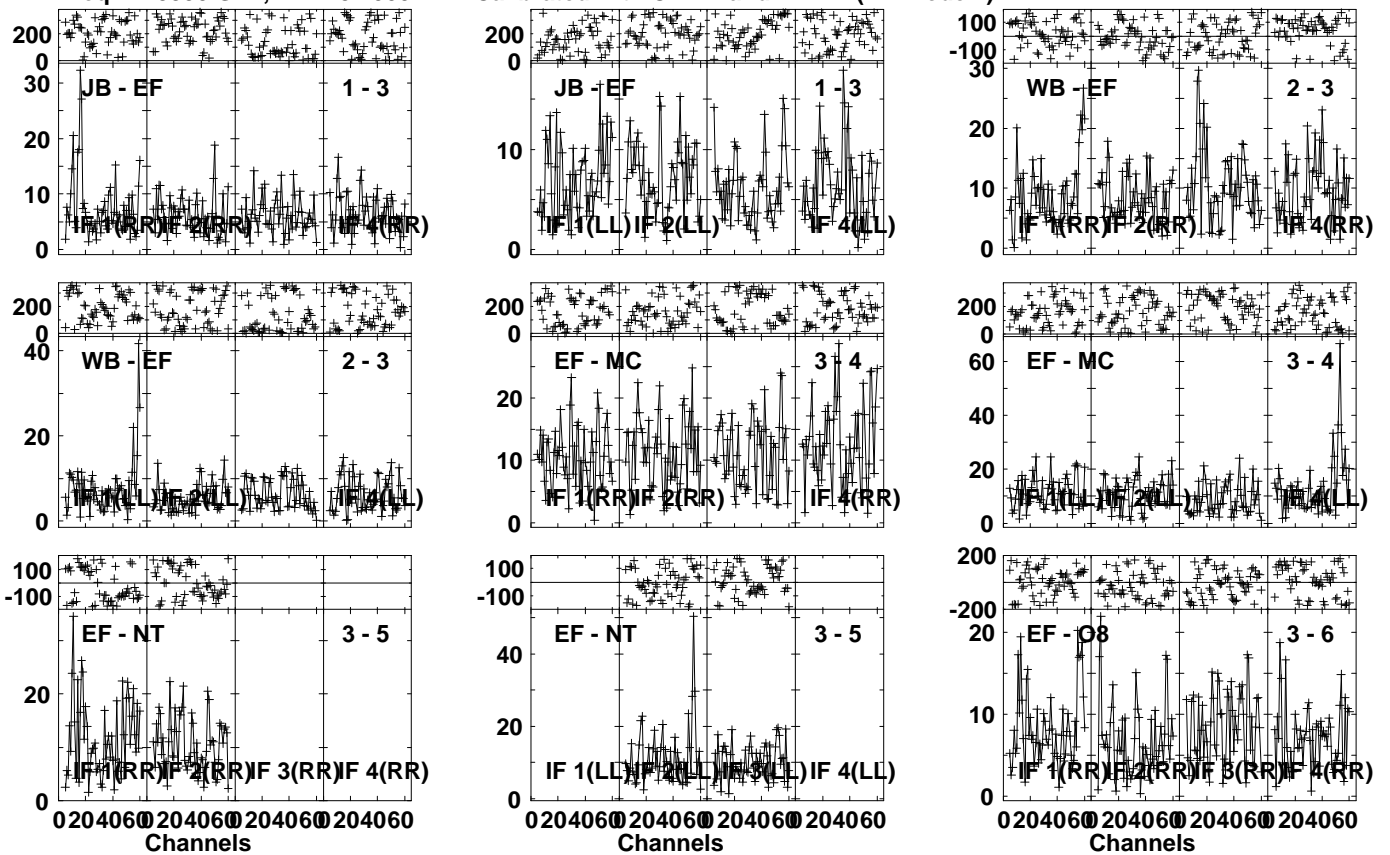 200
0
200
0
100
-100
30
20
10
0
JB - EF 1 - 3
IF 1(RR) IF 2(RR) IF 4(RR)
10
0
JB - EF 1 - 3
IF 1(LL) IF 2(LL) IF 4(LL)
30
20
10
0
WB - EF 2 - 3
IF 1(RR) IF 2(RR) IF 4(RR)
200
0
200
0
200
0
40
20
0
WB - EF 2 - 3
IF 1(LL) IF 2(LL) IF 4(LL)
20
10
0
EF - MC 3 - 4
IF 1(RR) IF 2(RR) IF 4(RR)
60
40
20
0
EF - MC 3 - 4
IF 1(LL) IF 2(LL) IF 4(LL)
100
-100
100
-100
200
-200
20
0
EF - NT 3 - 5
IF 1(RR) IF 2(RR) IF 3(RR) IF 4(RR)
40
20
0
EF - NT 3 - 5
IF 1(LL) IF 2(LL) IF 3(LL) IF 4(LL)
20
10
0
EF - O8 3 - 6
IF 1(RR) IF 2(RR) IF 3(RR) IF 4(RR)
0 20 40 60 0 20 40 60 0 20 40 60 0 20 40 60
0 20 40 60 0 20 40 60 0 20 40 60 0 20 40 60
0 20 40 60 0 20 40 60 0 20 40 60 0 20 40 60
Channels Channels Channels